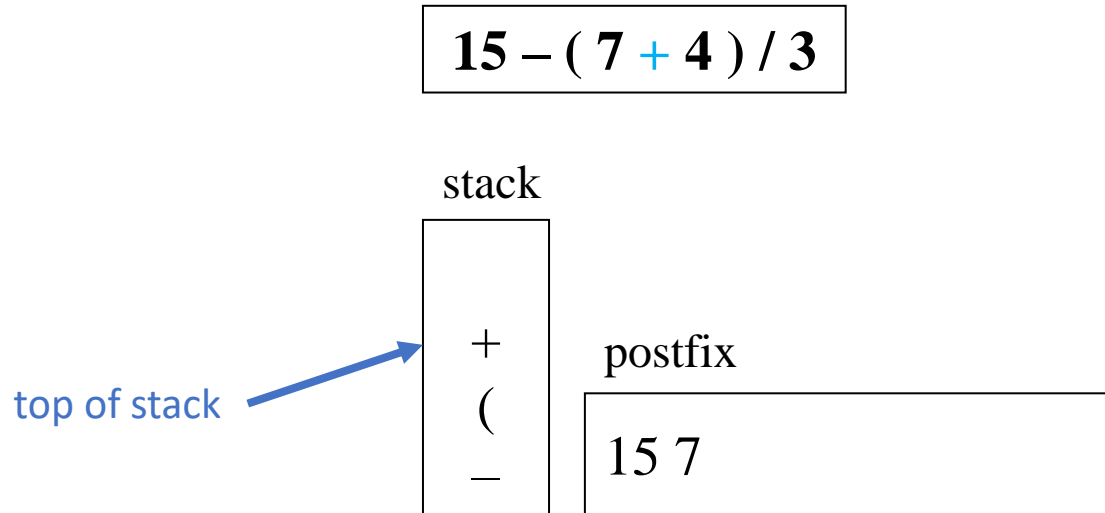 15 – ( 7 + 4 ) / 3
stack
+
(
–
top of stack
postfix
15 7